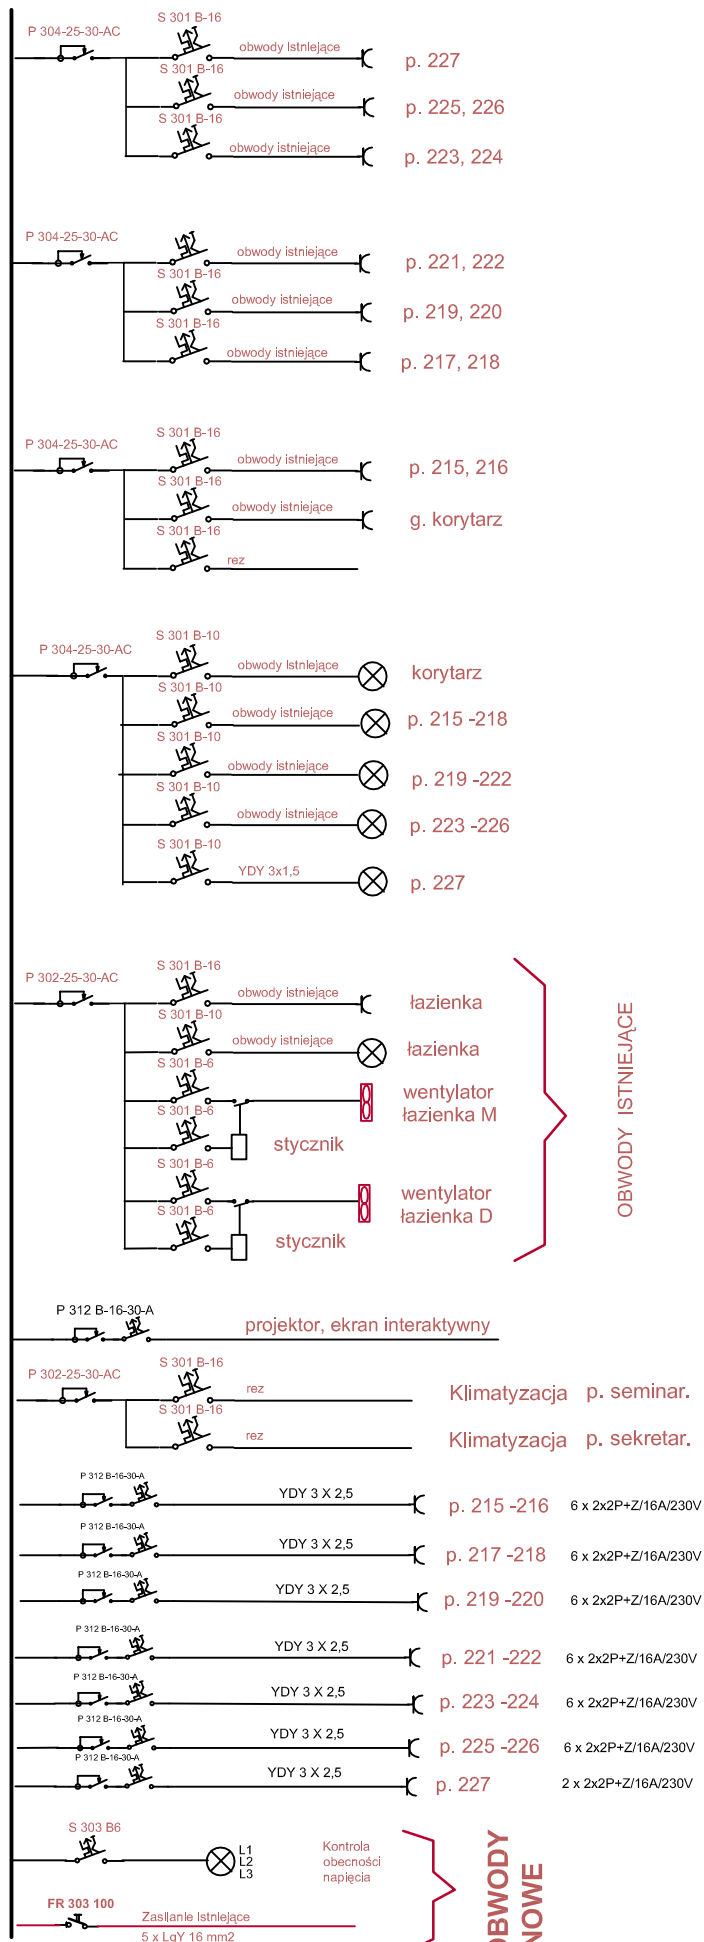 S 301 B-16
P 304-25-30-AC
obwody Istniejące
p. 227
S 301 B-16
obwody istniejące
p. 225, 226
S 301 B-16
obwody istniejące
p. 223, 224
P 304-25-30-AC
S 301 B-16
obwody istniejące
p. 221, 222
S 301 B-16
obwody istniejące
p. 219, 220
S 301 B-16
obwody istniejące
p. 217, 218
P 304-25-30-AC
S 301 B-16
obwody istniejące
p. 215, 216
S 301 B-16
obwody istniejące
g. korytarz
S 301 B-16
rez
S 301 B-10
P 304-25-30-AC
obwody Istniejące
korytarz
S 301 B-10
obwody istniejące
p. 215 -218
S 301 B-10
obwody istniejące
p. 219 -222
S 301 B-10
obwody istniejące
p. 223 -226
S 301 B-10
YDY 3x1,5
p. 227
S 301 B-16
P 302-25-30-AC
obwody istniejące
łazienka
S 301 B-10
obwody istniejące
łazienka
S 301 B-6
wentylator
łazienka M
S 301 B-6
stycznik
S 301 B-6
wentylator
łazienka D
S 301 B-6
stycznik
OBWODY ISTNIEJĄCE
P 312 B-16-30-A
projektor, ekran interaktywny
P 302-25-30-AC
S 301 B-16
rez
Klimatyzacja p. seminar.
S 301 B-16
rez
Klimatyzacja p. sekretar.
P 312 B-16-30-A
YDY 3 X 2,5
p. 215 -216
6 x 2x2P+Z/16A/230V
P 312 B-16-30-A
YDY 3 X 2,5
p. 217 -218
6 x 2x2P+Z/16A/230V
P 312 B-16-30-A
YDY 3 X 2,5
p. 219 -220
6 x 2x2P+Z/16A/230V
P 312 B-16-30-A
YDY 3 X 2,5
p. 221 -222
6 x 2x2P+Z/16A/230V
P 312 B-16-30-A
YDY 3 X 2,5
p. 223 -224
6 x 2x2P+Z/16A/230V
P 312 B-16-30-A
YDY 3 X 2,5
p. 225 -226
6 x 2x2P+Z/16A/230V
P 312 B-16-30-A
YDY 3 X 2,5
p. 227
2 x 2x2P+Z/16A/230V
S 303 B6
L1
L2
L3
Kontrola
obecności
napięcia
OBWODY
NOWE
FR 303 100
Zasilanie Istniejące
5 x LgY 16 mm2